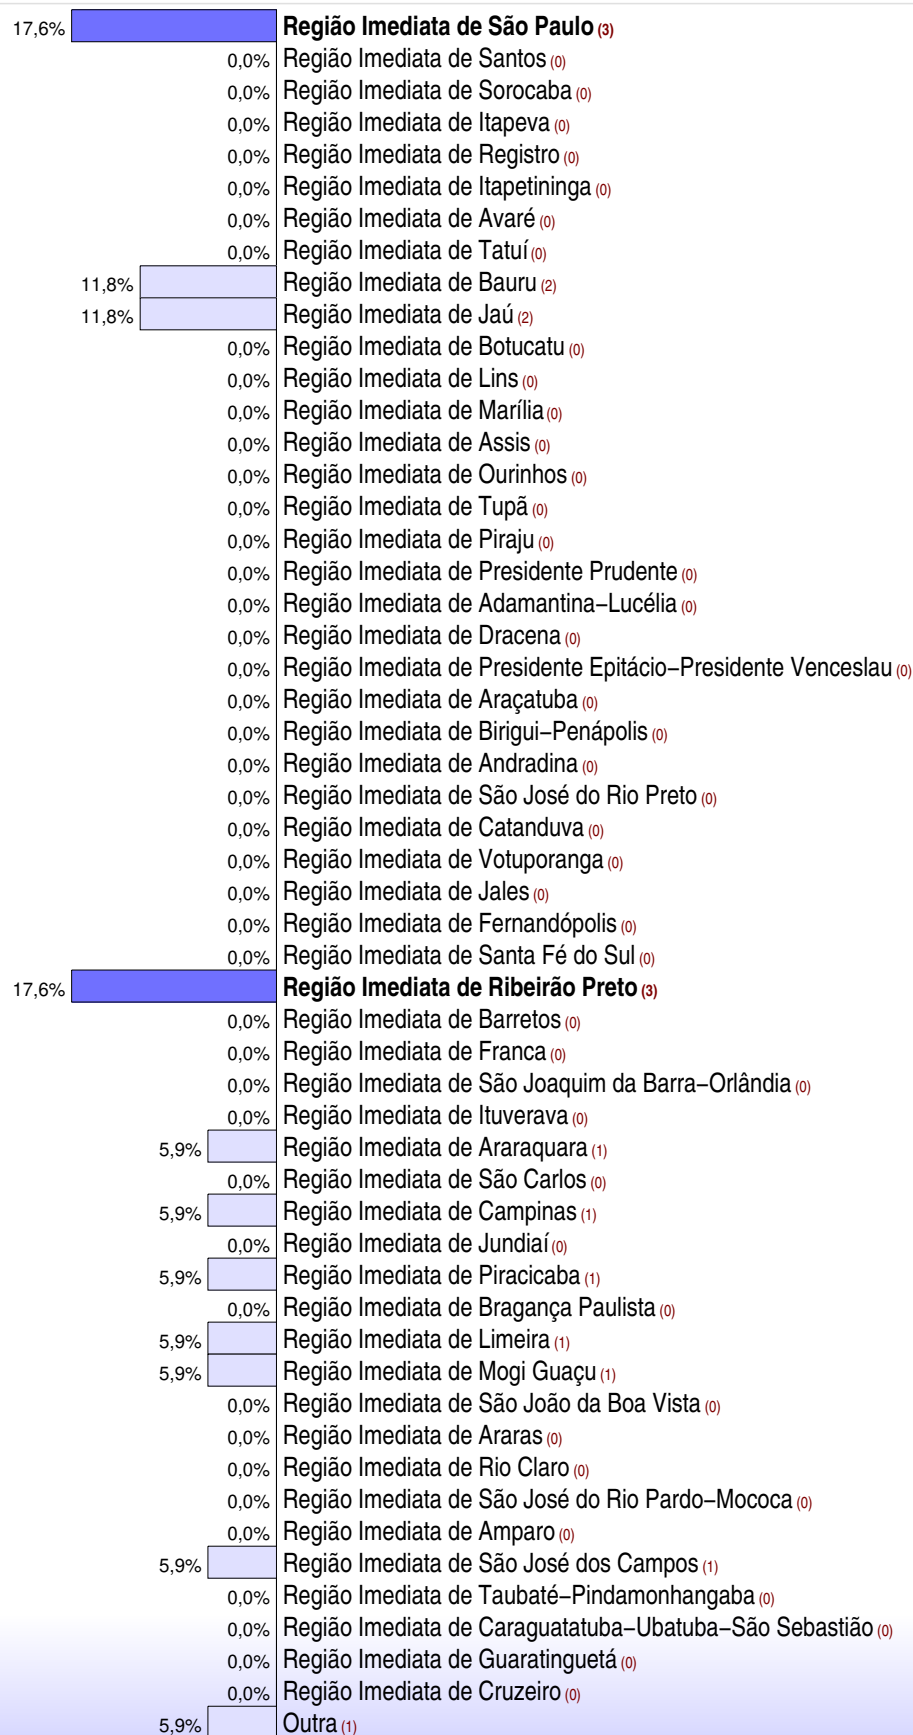 17,6% Região Imediata de São Paulo (3)
0,0% Região Imediata de Santos (0)
0,0% Região Imediata de Sorocaba (0)
0,0% Região Imediata de Itapeva (0)
0,0% Região Imediata de Registro (0)
0,0% Região Imediata de Itapetininga (0)
0,0% Região Imediata de Avaré (0)
0,0% Região Imediata de Tatuí (0)
11,8% Região Imediata de Bauru (2)
11,8% Região Imediata de Jaú (2)
0,0% Região Imediata de Botucatu (0)
0,0% Região Imediata de Lins (0)
0,0% Região Imediata de Marília (0)
0,0% Região Imediata de Assis (0)
0,0% Região Imediata de Ourinhos (0)
0,0% Região Imediata de Tupã (0)
0,0% Região Imediata de Piraju (0)
0,0% Região Imediata de Presidente Prudente (0)
0,0% Região Imediata de Adamantina−Lucélia (0)
0,0% Região Imediata de Dracena (0)
0,0% Região Imediata de Presidente Epitácio−Presidente Venceslau (0)
0,0% Região Imediata de Araçatuba (0)
0,0% Região Imediata de Birigui−Penápolis (0)
0,0% Região Imediata de Andradina (0)
0,0% Região Imediata de São José do Rio Preto (0)
0,0% Região Imediata de Catanduva (0)
0,0% Região Imediata de Votuporanga (0)
0,0% Região Imediata de Jales (0)
0,0% Região Imediata de Fernandópolis (0)
0,0% Região Imediata de Santa Fé do Sul (0)
17,6% Região Imediata de Ribeirão Preto (3)
0,0% Região Imediata de Barretos (0)
0,0% Região Imediata de Franca (0)
0,0% Região Imediata de São Joaquim da Barra−Orlândia (0)
0,0% Região Imediata de Ituverava (0)
5,9% Região Imediata de Araraquara (1)
0,0% Região Imediata de São Carlos (0)
5,9% Região Imediata de Campinas (1)
0,0% Região Imediata de Jundiaí (0)
5,9% Região Imediata de Piracicaba (1)
0,0% Região Imediata de Bragança Paulista (0)
5,9% Região Imediata de Limeira (1)
5,9% Região Imediata de Mogi Guaçu (1)
0,0% Região Imediata de São João da Boa Vista (0)
0,0% Região Imediata de Araras (0)
0,0% Região Imediata de Rio Claro (0)
0,0% Região Imediata de São José do Rio Pardo−Mococa (0)
0,0% Região Imediata de Amparo (0)
5,9% Região Imediata de São José dos Campos (1)
0,0% Região Imediata de Taubaté−Pindamonhangaba (0)
0,0% Região Imediata de Caraguatatuba−Ubatuba−São Sebastião (0)
0,0% Região Imediata de Guaratinguetá (0)
0,0% Região Imediata de Cruzeiro (0)
5,9% Outra (1)